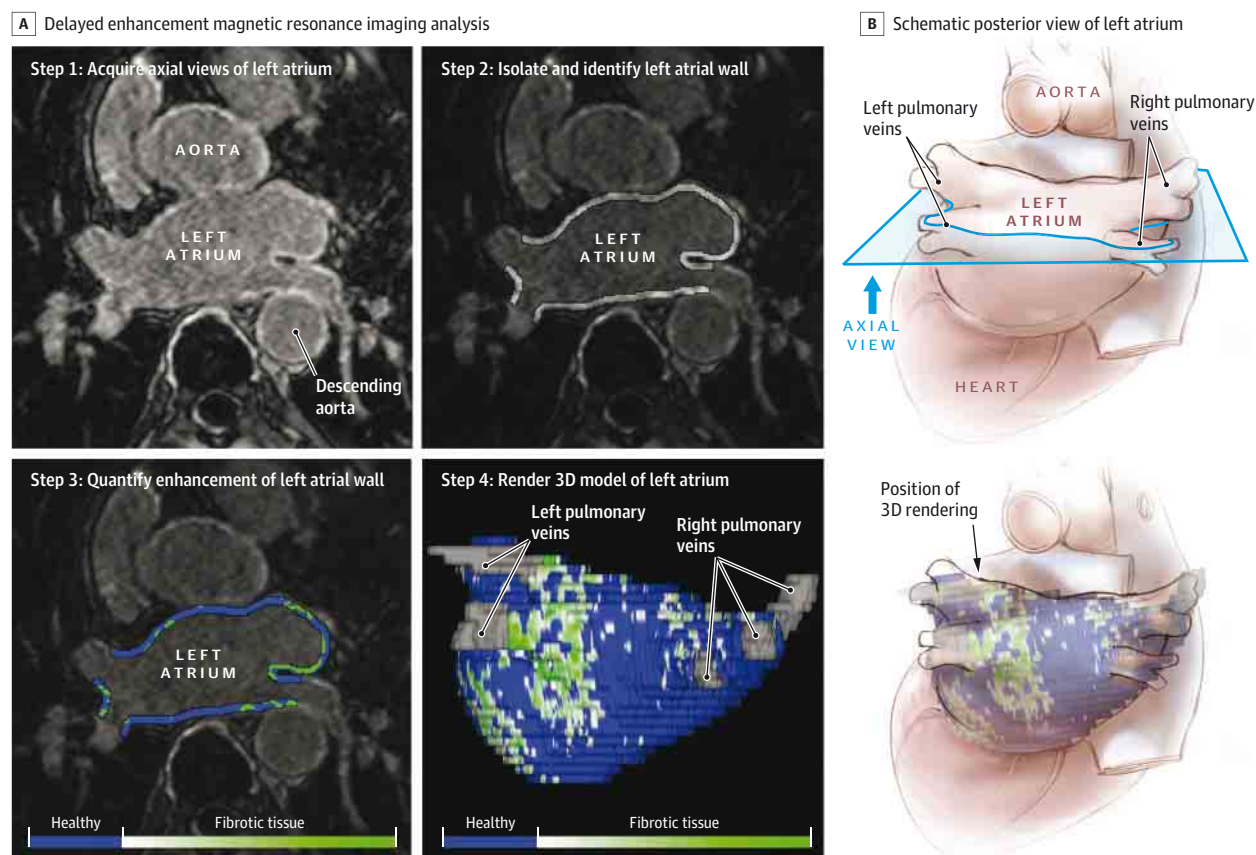 A Delayed enhancement magnetic resonance imaging analysis
Step 1: Acquire axial views of left atrium
AORTA
LEFT
ATRIUM
Descending
aorta
Step 2: Isolate and identify left atrial wall
LEFT
ATRIUM
Step 3: Quantify enhancement of left atrial wall
LEFT
ATRIUM
Healthy
Fibrotic tissue
Step 4: Render 3D model of left atrium
Left pulmonary
veins
Right pulmonary
veins
Healthy
Fibrotic tissue
B Schematic posterior view of left atrium
AORTA
Left pulmonary
veins
Right pulmonary
veins
LEFT
ATRIUM
AXIAL
VIEW
HEART
Position of
3D rendering